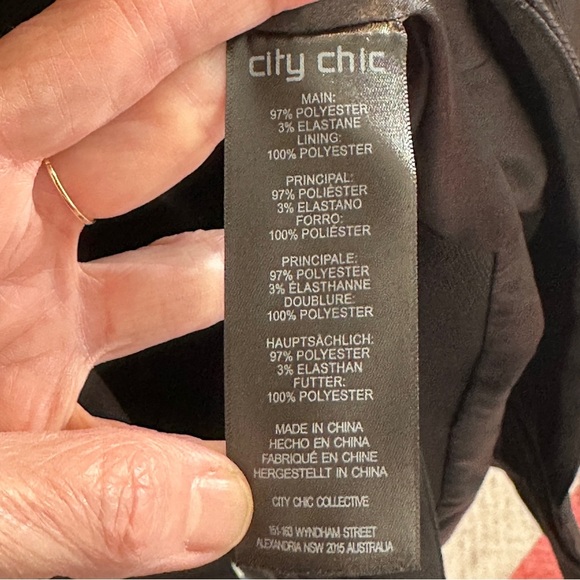 city chic
MAIN:
97% POLYESTER
3% ELASTANE
LINING:
100% POLYESTER
PRINCIPAL:
97% POLIÉSTER
3% ELASTANO
FORRO:
100% POLIÉSTER
PRINCIPALE:
97% POLYESTER
3% ÉLASTHANNE
DOUBLURE:
100% POLYESTER
HAUPTSÄCHLICH:
97% POLYESTER
3% ELASTHAN
FUTTER:
100% POLYESTER
MADE IN CHINA
HECHO EN CHINA
FABRIQUÉ EN CHINE
HERGESTELLT IN CHINA
CITY CHIC COLLECTIVE
151-163 WYNDHAM STREET
ALEXANDRIA NSW 2015 AUSTRALIA